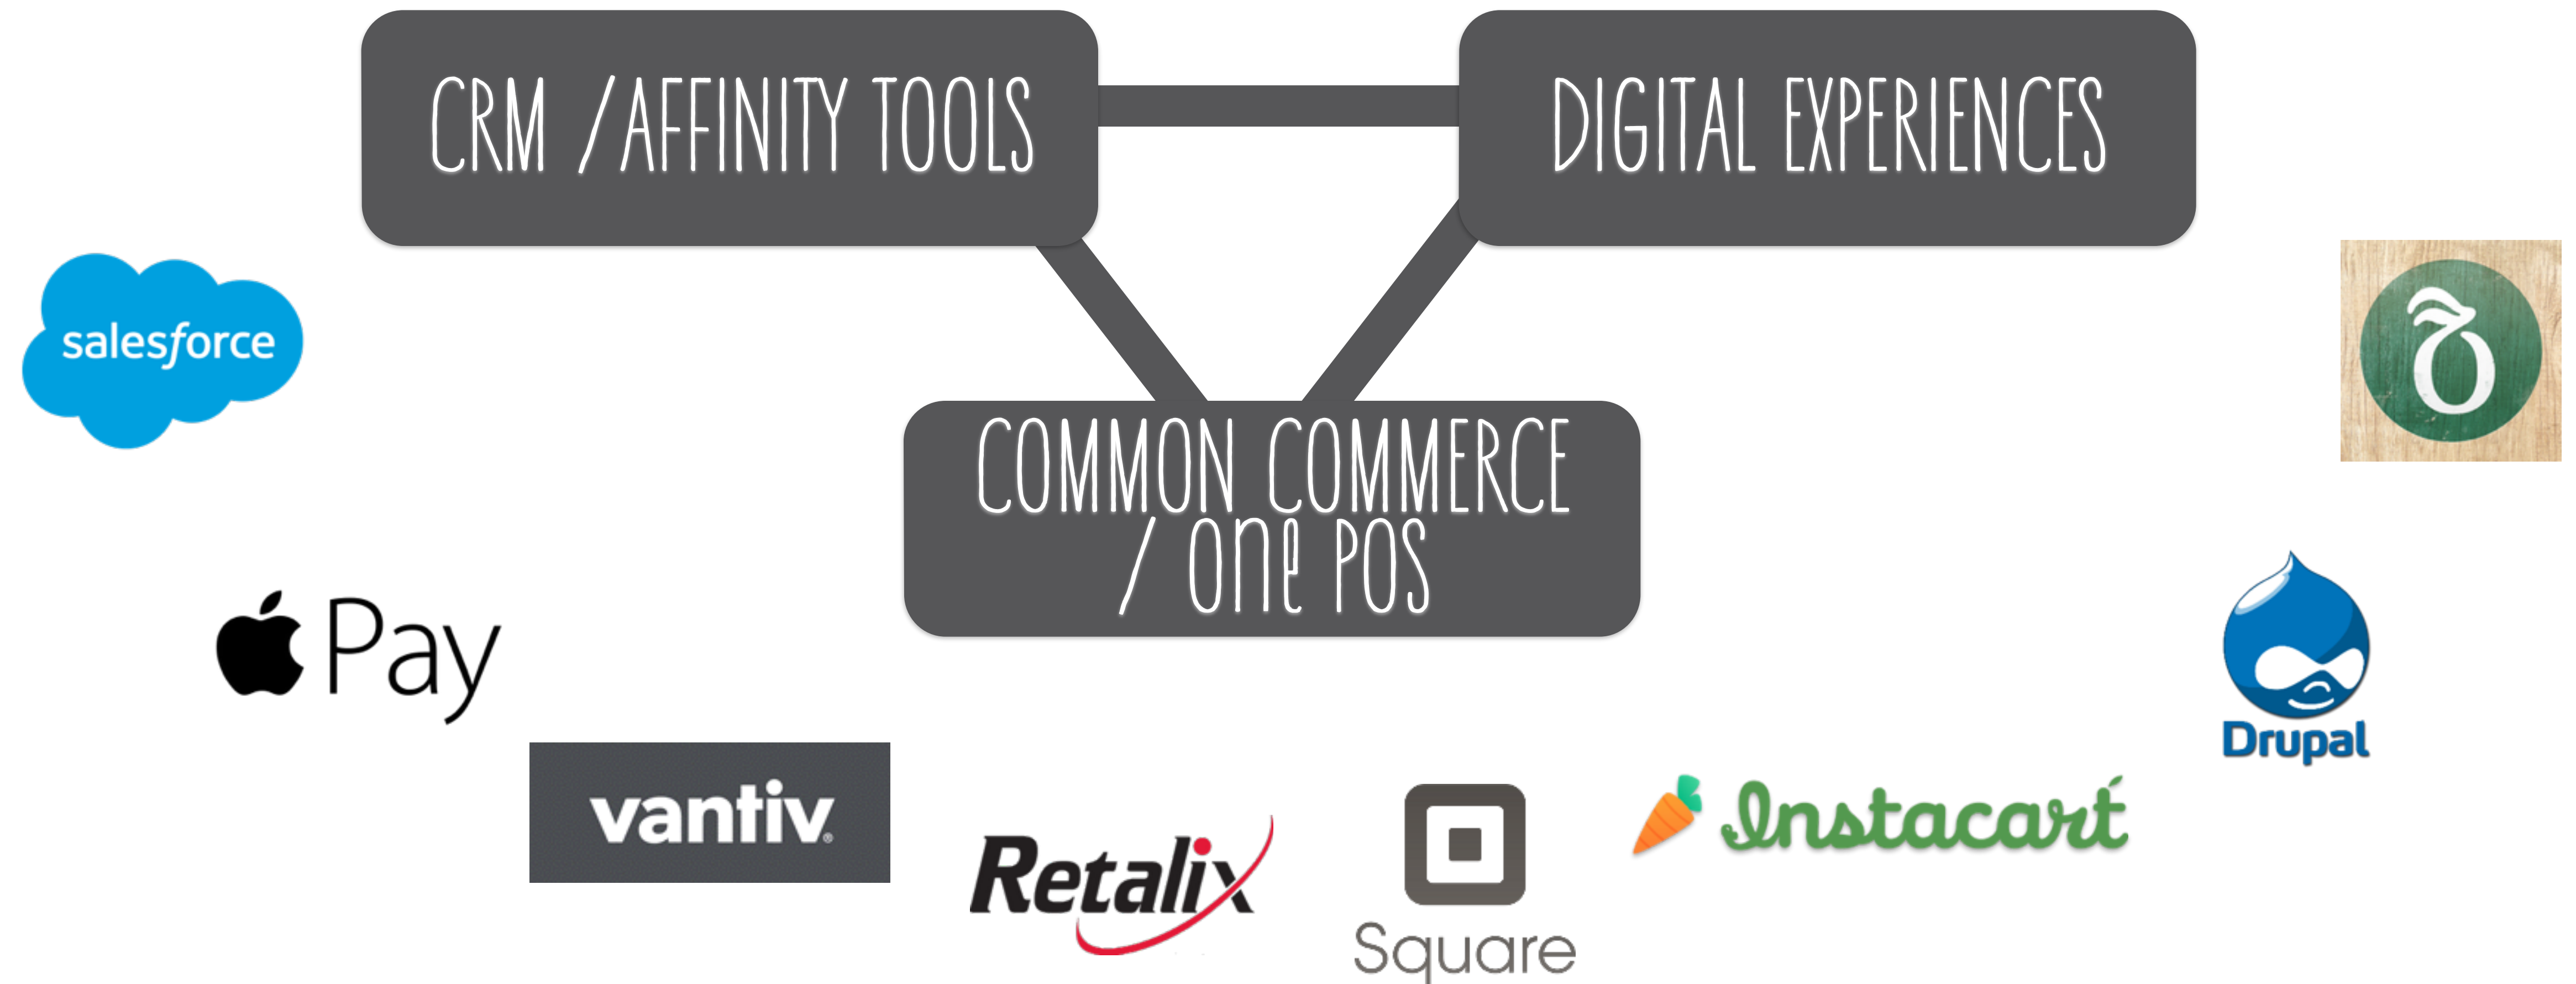 CRM /AFFINITY TOOLS
DIGITAL EXPERIENCES
COMMON COMMERCE
/ one POS
salesforce
Pay
vantiv®
Retalix
Square
Instacart
Drupal